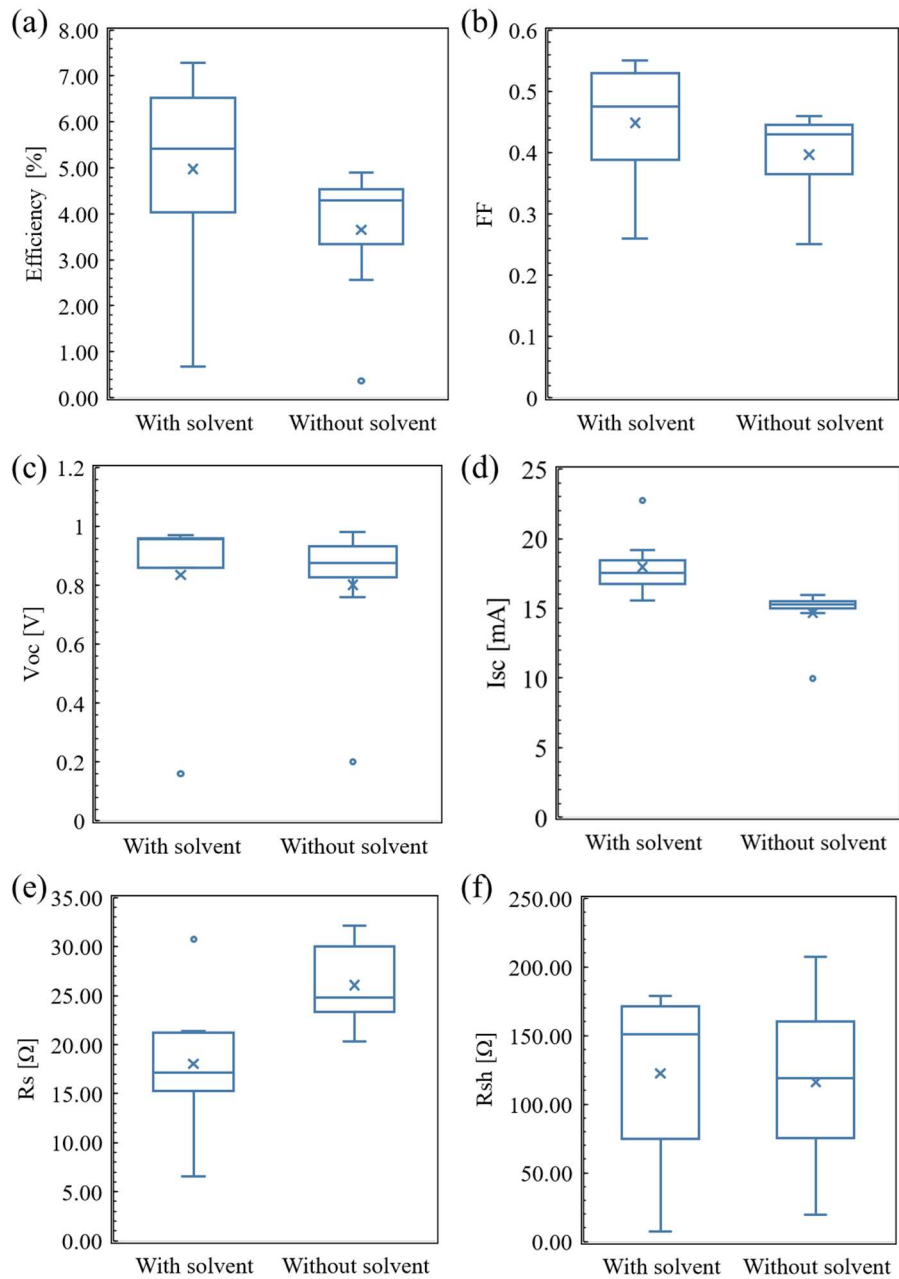 (a)
8.00
7.00
6.00
5.00
4.00
3.00
2.00
1.00
0.00
Efficiency [%]
With solvent Without solvent
(b)
0.6
0.5
0.4
0.3
0.2
0.1
0
FF
With solvent Without solvent
(c)
1.2
1
0.8
0.6
0.4
0.2
0
Voc [V]
With solvent Without solvent
(d)
25
20
15
10
5
0
Isc [mA]
With solvent Without solvent
(e)
35.00
30.00
25.00
20.00
15.00
10.00
5.00
0.00
Rs [Ω]
With solvent Without solvent
(f)
250.00
200.00
150.00
100.00
50.00
0.00
Rsh [Ω]
With solvent Without solvent